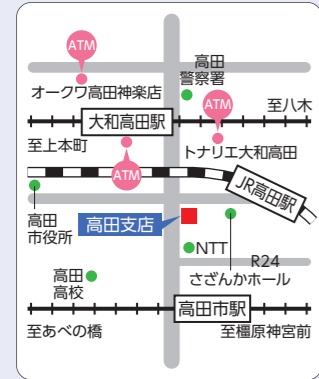 ATM
オークワ高田神楽店
高田
警察署
ATM
至八木
大和高田駅
至上本町
トナリエ大和高田
ATM
JR高田駅
高田
市役所
高田支店
NTT
R24
さざんかホール
高田
高校
高田市駅
至あべの橋
至橿原神宮前